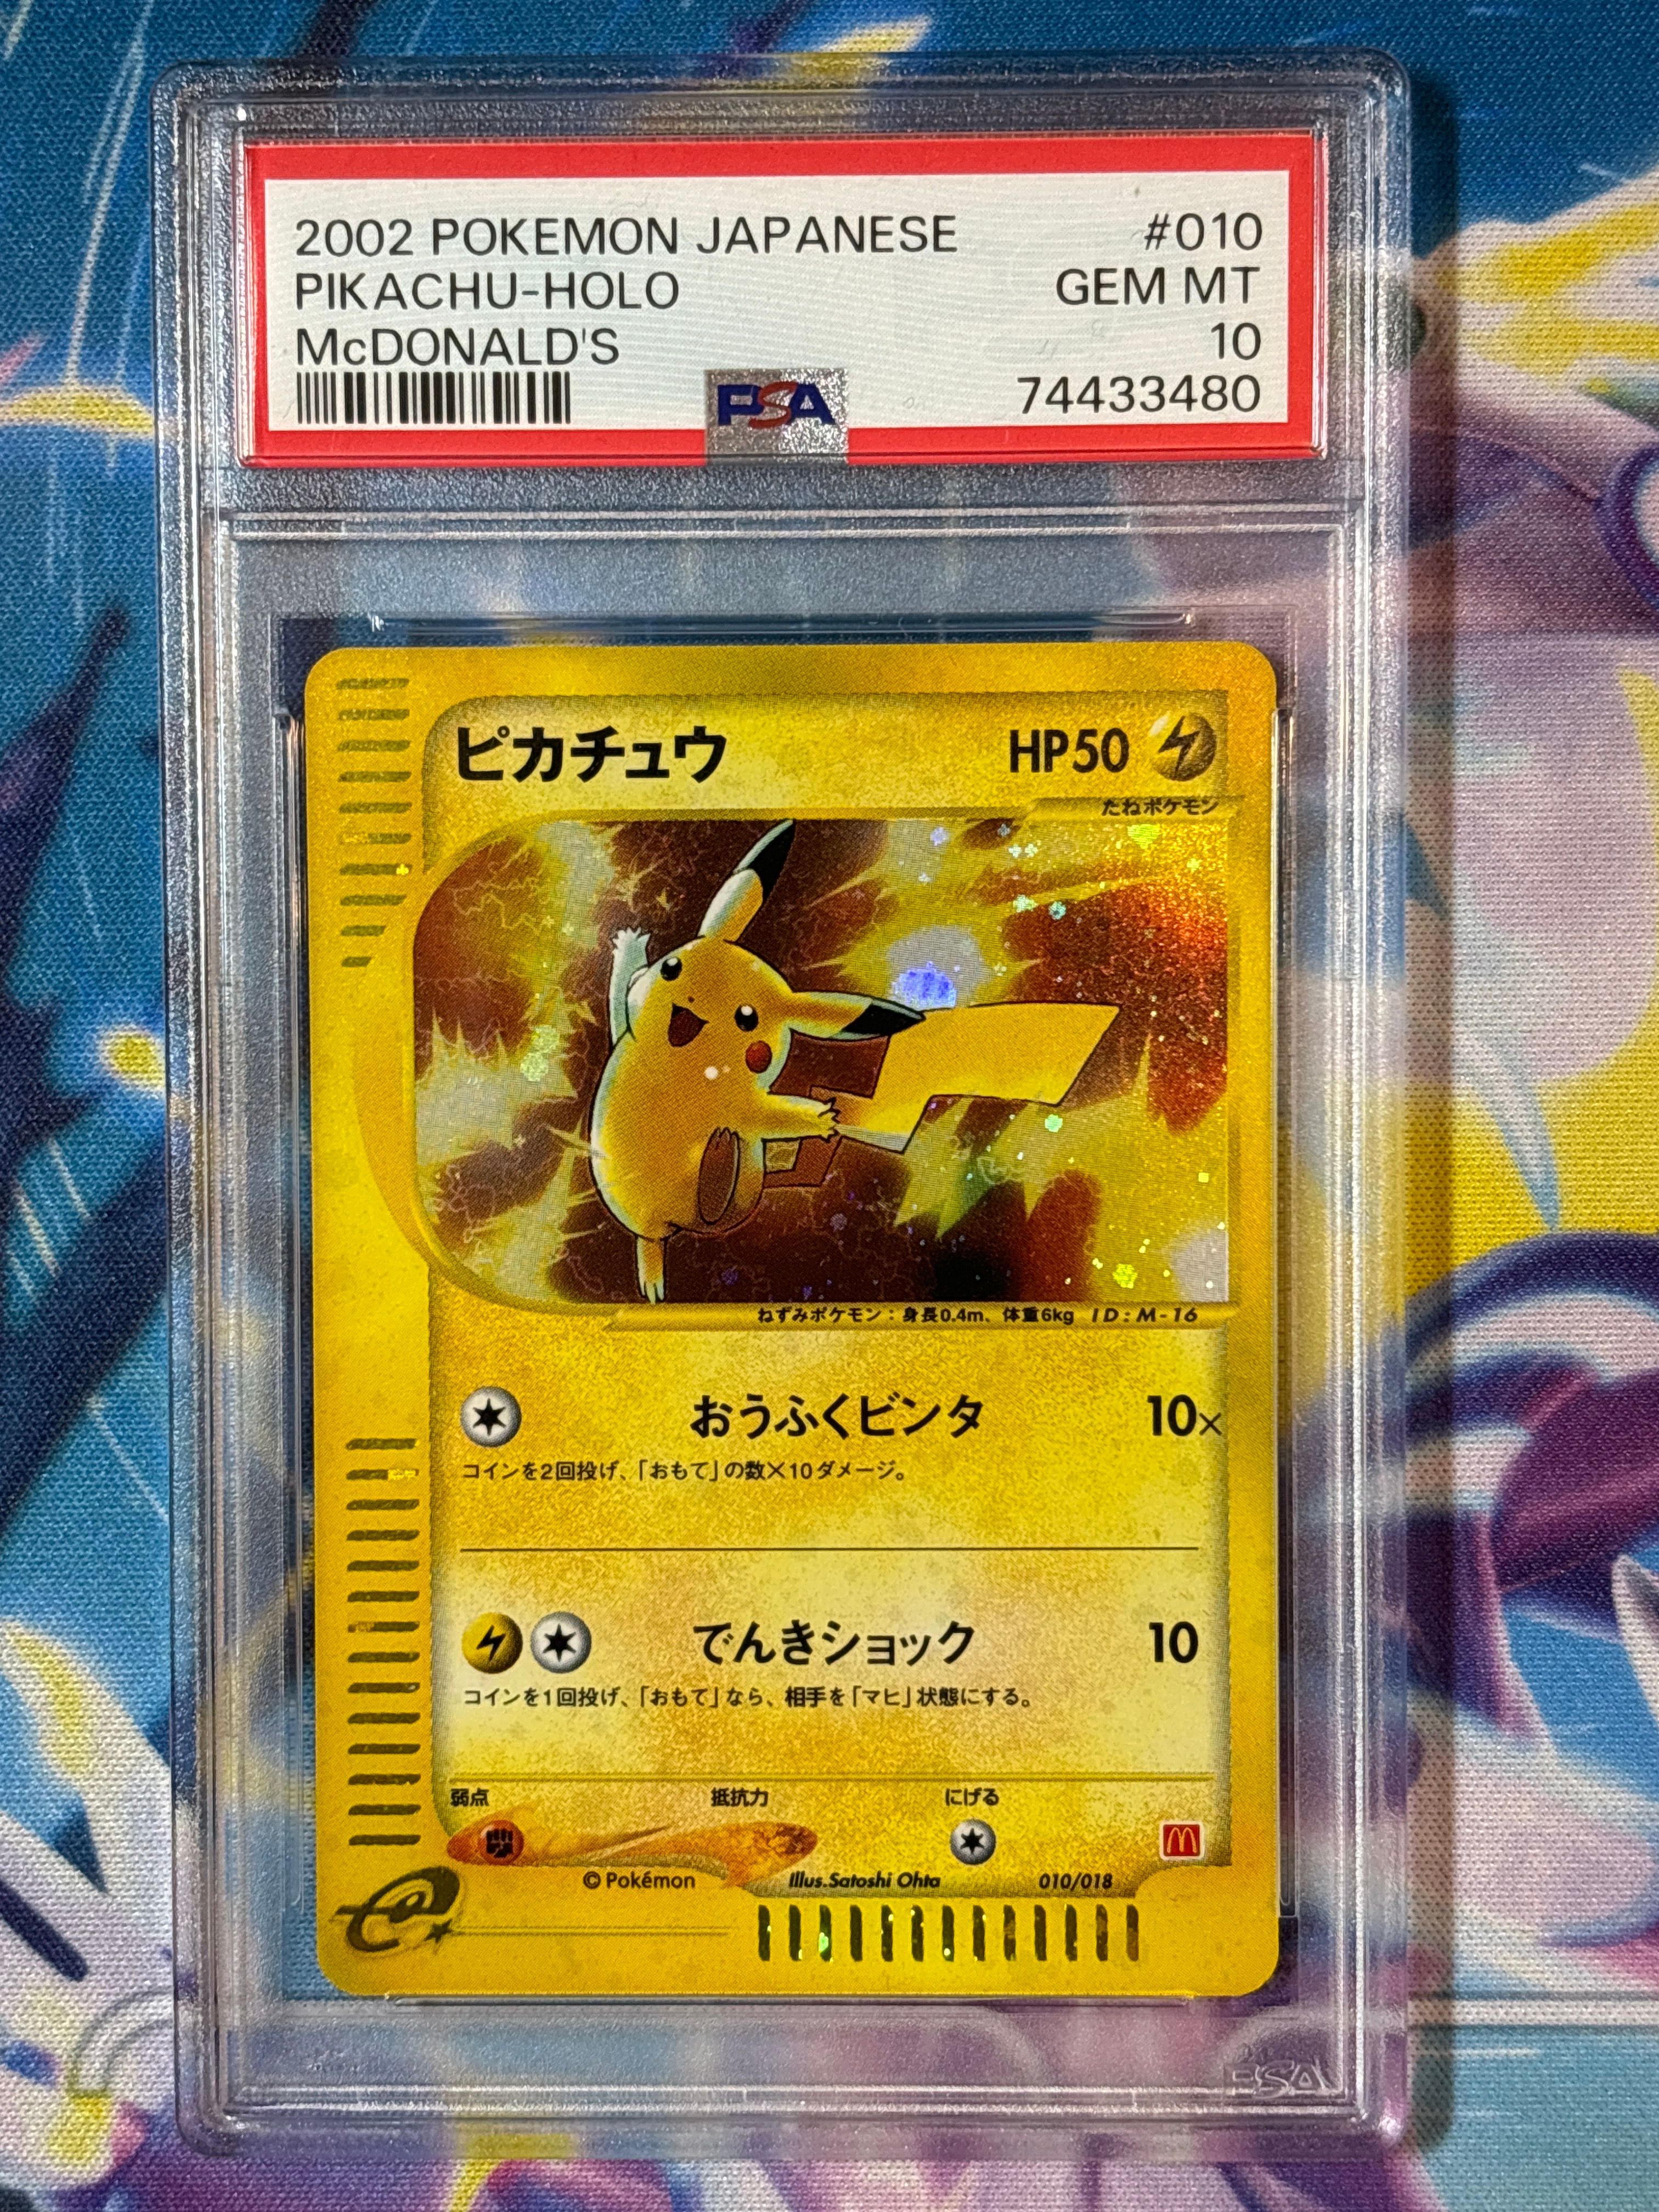 2002 POKEMON JAPANESE #010
PIKACHU-HOLO GEM MT
McDONALD'S 10
PSA 74433480
ピカチュウ HP50
たねポケモン
ねずみポケモン：身長0.4m、体重6kg ID:M-16
おうふくビンタ 10×
コインを2回投げ、「おもて」の数×10ダメージ。
でんきショック 10
コインを1回投げ、「おもて」なら、相手を「マヒ」状態にする。
弱点 抵抗力 にげる
©Pokémon Illus.Satoshi Ohta 010/018
e
PSA